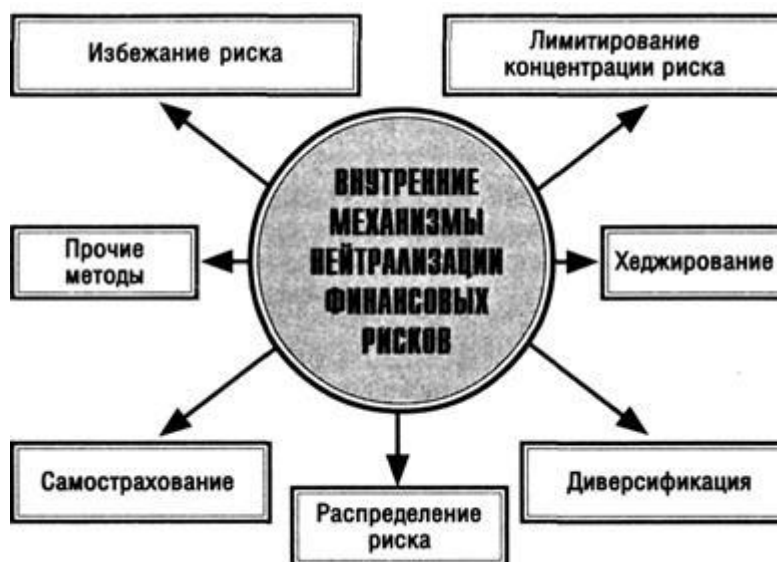 Избежание риска
Лимитирование
концентрации риска
ВНУТРЕННИЕ
МЕХАНИЗМЫ
НЕЙТРАЛИЗАЦИИ
ФИНАНСОВЫХ
РИСКОВ
Прочие
методы
Хеджирование
Самострахование
Распределение
риска
Диверсификация